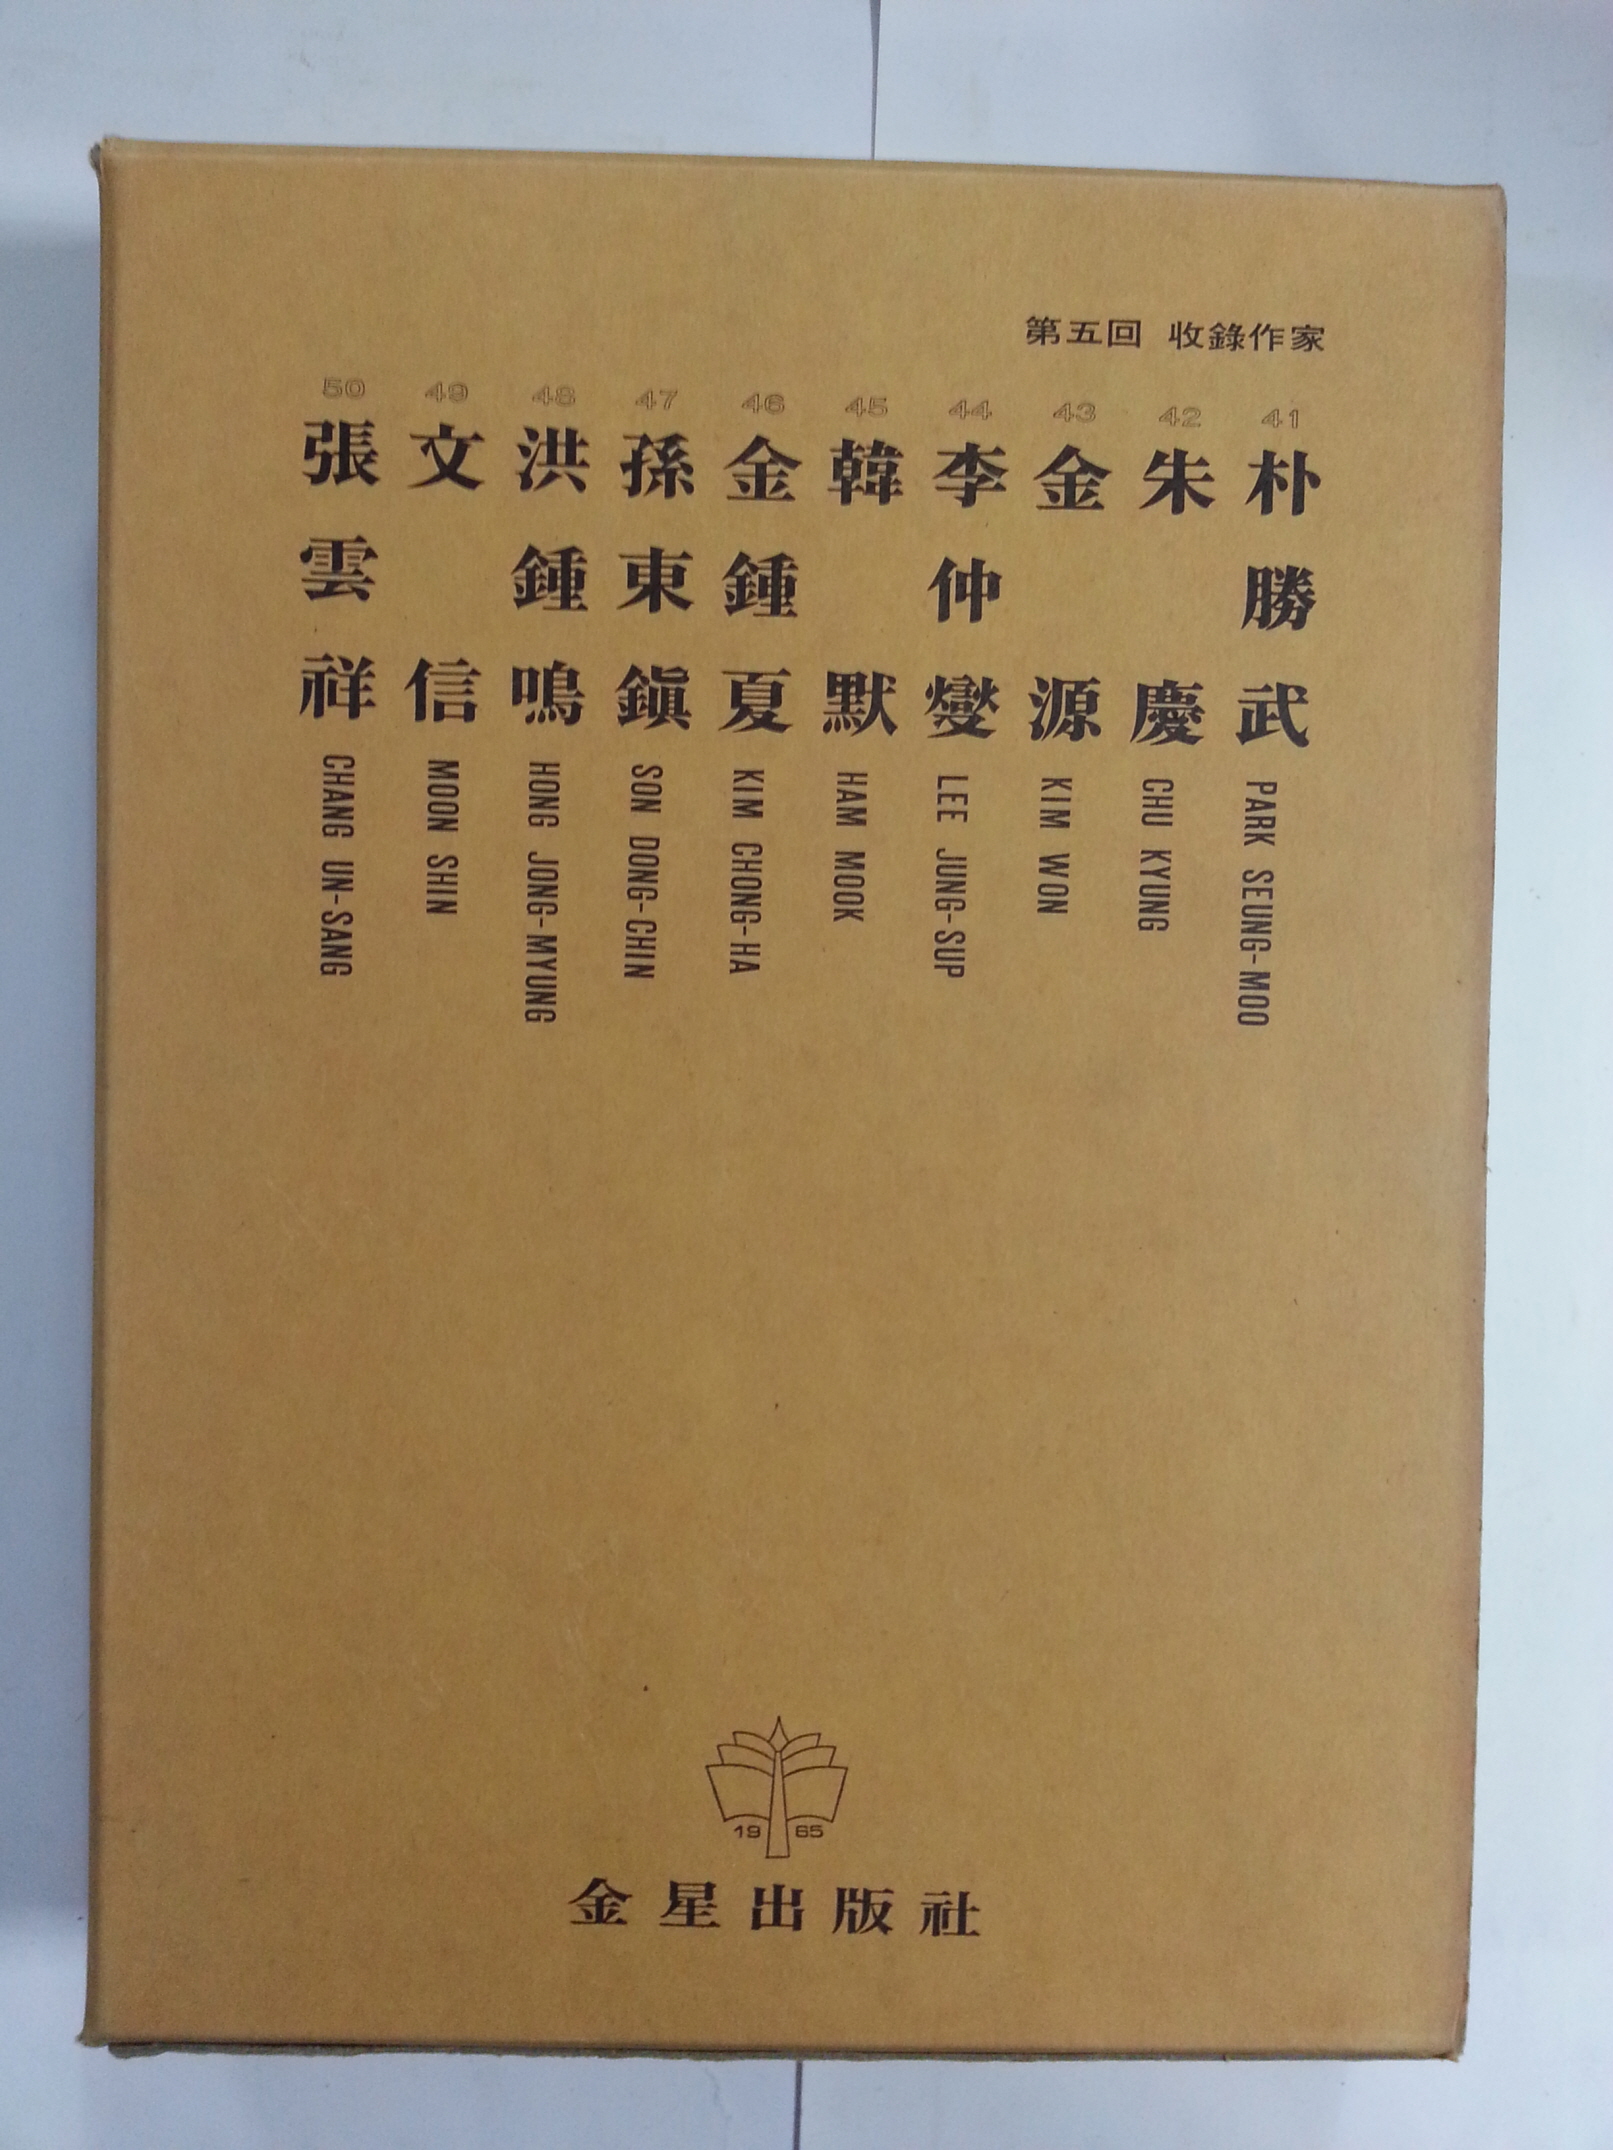 第五回 收錄作家
41 朴勝武 PARK SEUNG-MOO
42 朱慶 CHU KYUNG
43 金源 KIM WON
44 李仲燮 LEE JUNG-SUP
45 韓默 HAM MOOK
46 金鍾夏 KIM CHONG-HA
47 孫東鎭 SON DONG-CHIN
48 洪鍾鳴 HONG JONG-MYUNG
49 文信 MOON SHIN
50 張雲祥 CHANG UN-SANG
1965
金星出版社